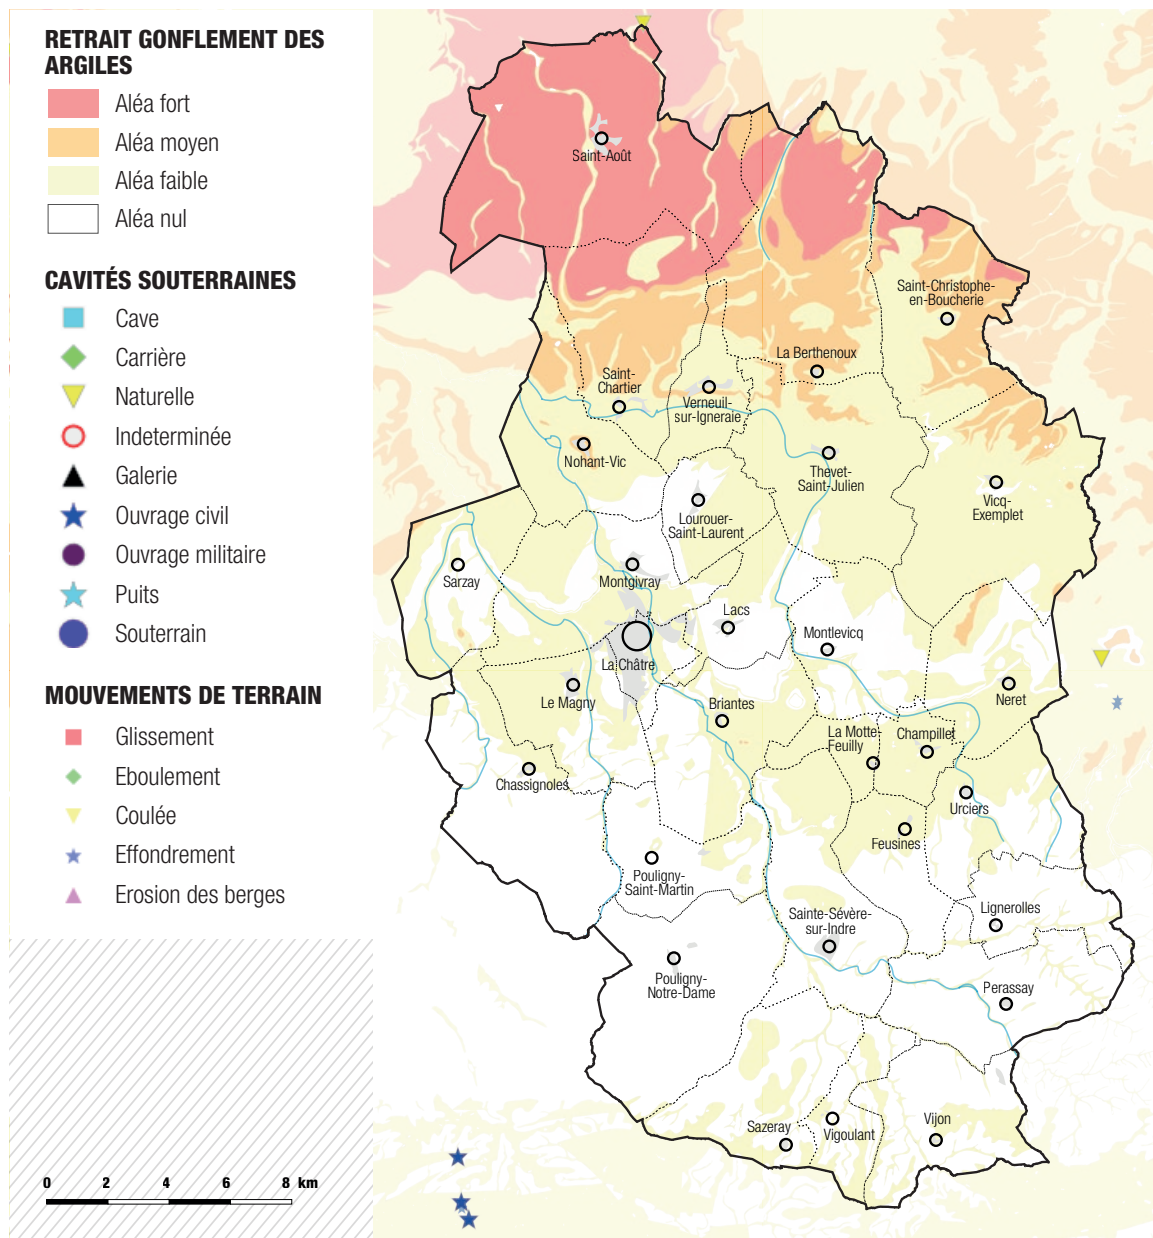 RETRAIT GONFLEMENT DES
ARGILES
Aléa fort
Aléa moyen
Aléa faible
Aléa nul
CAVITÉS SOUTERRAINES
Cave
Carrière
Naturelle
Indeterminée
Galerie
Ouvrage civil
Ouvrage militaire
Puits
Souterrain
MOUVEMENTS DE TERRAIN
Glissement
Eboulement
Coulée
Effondrement
Erosion des berges
0 2 4 6 8 km
Saint-Août
Saint-Christophe-
en-Boucherie
La Berthenoux
Saint-
Chartier
Verneuil-
sur-Igneraie
Nohant-Vic
Thevet-
Saint-Julien
Vicq-
Exemplet
Lourouer-
Saint-Laurent
Sarzay
Montgivray
Lacs
Montlevicq
La Châtre
Le Magny
Briantes
Neret
La Motte-
Feuilly
Champillet
Chassignoles
Urciers
Feusines
Pouligny-
Saint-Martin
Lignerolles
Sainte-Sévère-
sur-Indre
Pouligny-
Notre-Dame
Perassay
Sazeray
Vigoulant
Vijon